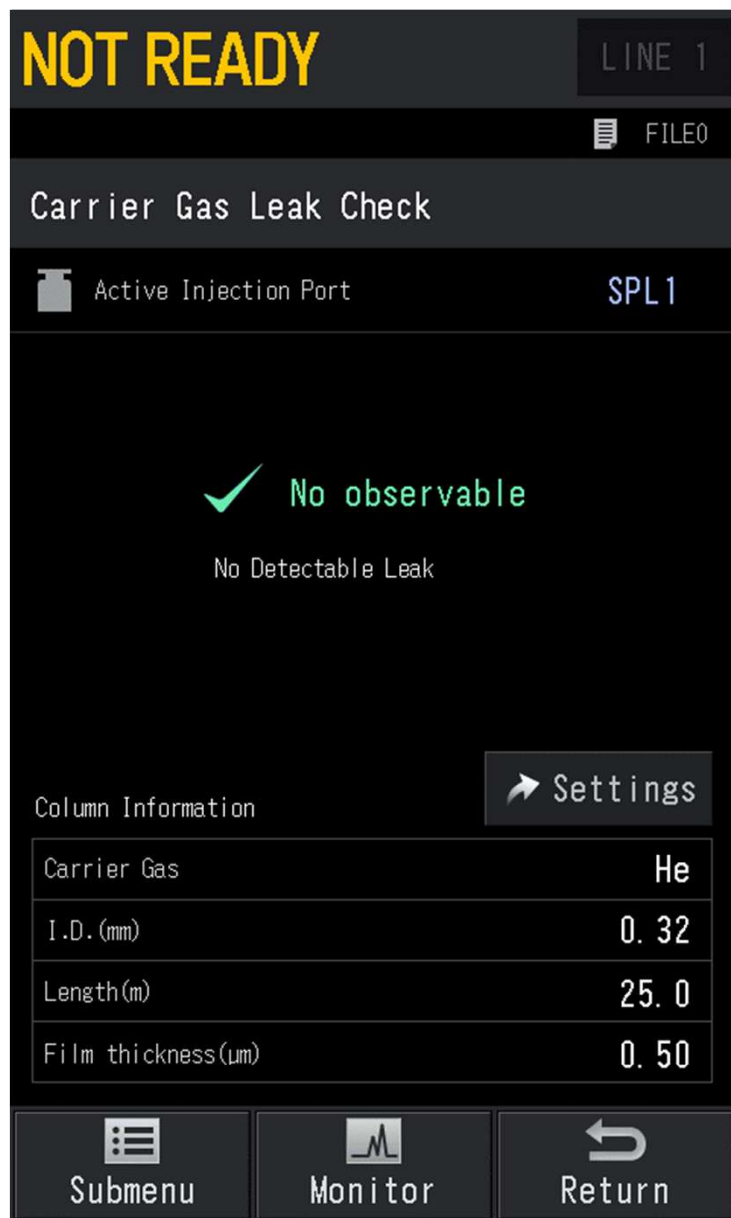 NOT READY LINE 1
FILE0
Carrier Gas Leak Check
Active Injection Port SPL1
No observable
No Detectable Leak
Settings
Column Information
Carrier Gas He
I.D.(mm) 0.32
Length(m) 25.0
Film thickness(μm) 0.50
Submenu Monitor Return